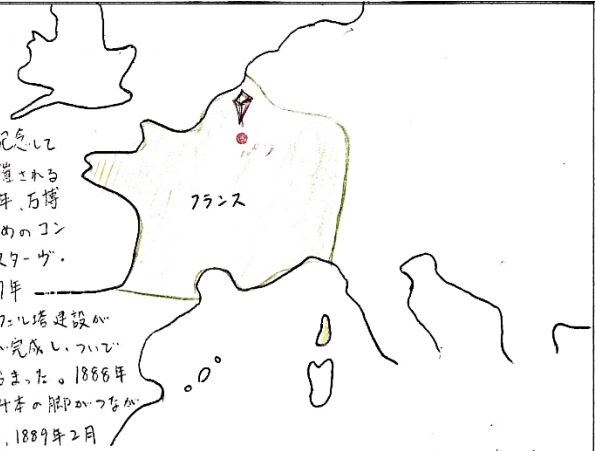 記念して
催される
年、万博
めのコン
スターヴ・
7年
フェル塔建設が
完成し、ついで
まった。1888年
4本の脚がつなが
、1889年2月
フランス